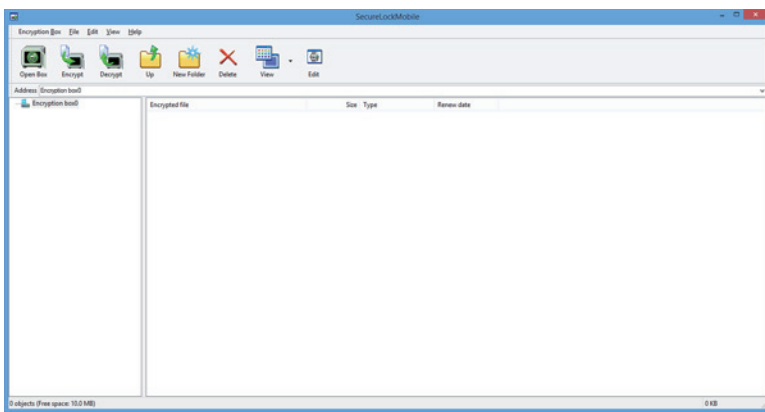 SecureLockMobile
Encryption Box File Edit View Help
Open Box Encrypt Decrypt Up New Folder Delete View Edit
Address Encryption box0
Encryption box0
Encrypted file Size Type Renew date
0 objects (Free space: 10.0 MB) 0 KB